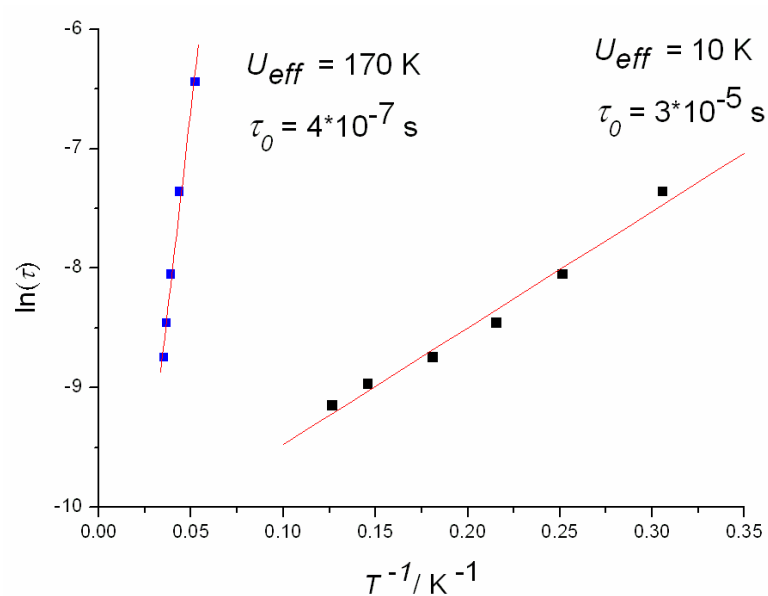 -6
-7
-8
-9
-10
ln(τ)
U_eff = 170 K
τ_0 = 4*10^-7 s
U_eff = 10 K
τ_0 = 3*10^-5 s
0.00 0.05 0.10 0.15 0.20 0.25 0.30 0.35
T^-1/ K^-1